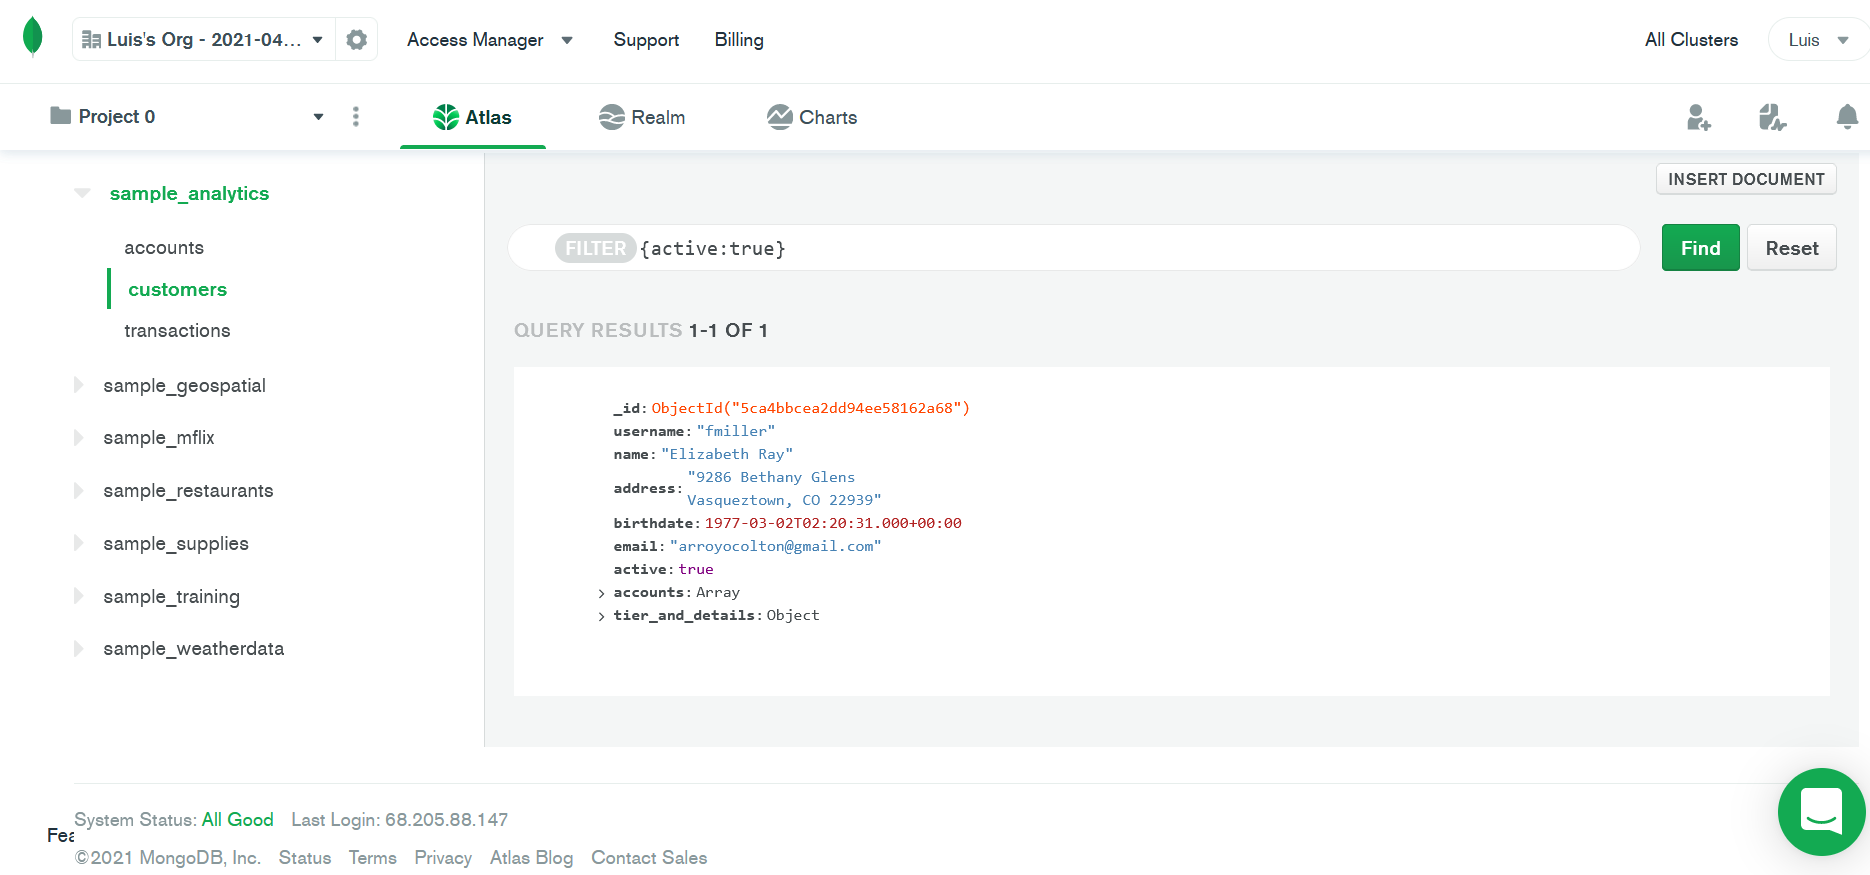 Luis's Org - 2021-04...
Access Manager
Support
Billing
All Clusters
Luis
Project 0
Atlas
Realm
Charts
sample_analytics
accounts
customers
transactions
sample_geospatial
sample_mflix
sample_restaurants
sample_supplies
sample_training
sample_weatherdata
INSERT DOCUMENT
FILTER {active:true}
Find
Reset
QUERY RESULTS 1-1 OF 1
_id: ObjectId("5ca4bbcea2dd94ee58162a68")
username: "fmiller"
name: "Elizabeth Ray"
address: "9286 Bethany Glens
Vasqueztown, CO 22939"
birthdate: 1977-03-02T02:20:31.000+00:00
email: "arroyocolton@gmail.com"
active: true
accounts: Array
tier_and_details: Object
System Status: All Good Last Login: 68.205.88.147
Fea
©2021 MongoDB, Inc. Status Terms Privacy Atlas Blog Contact Sales